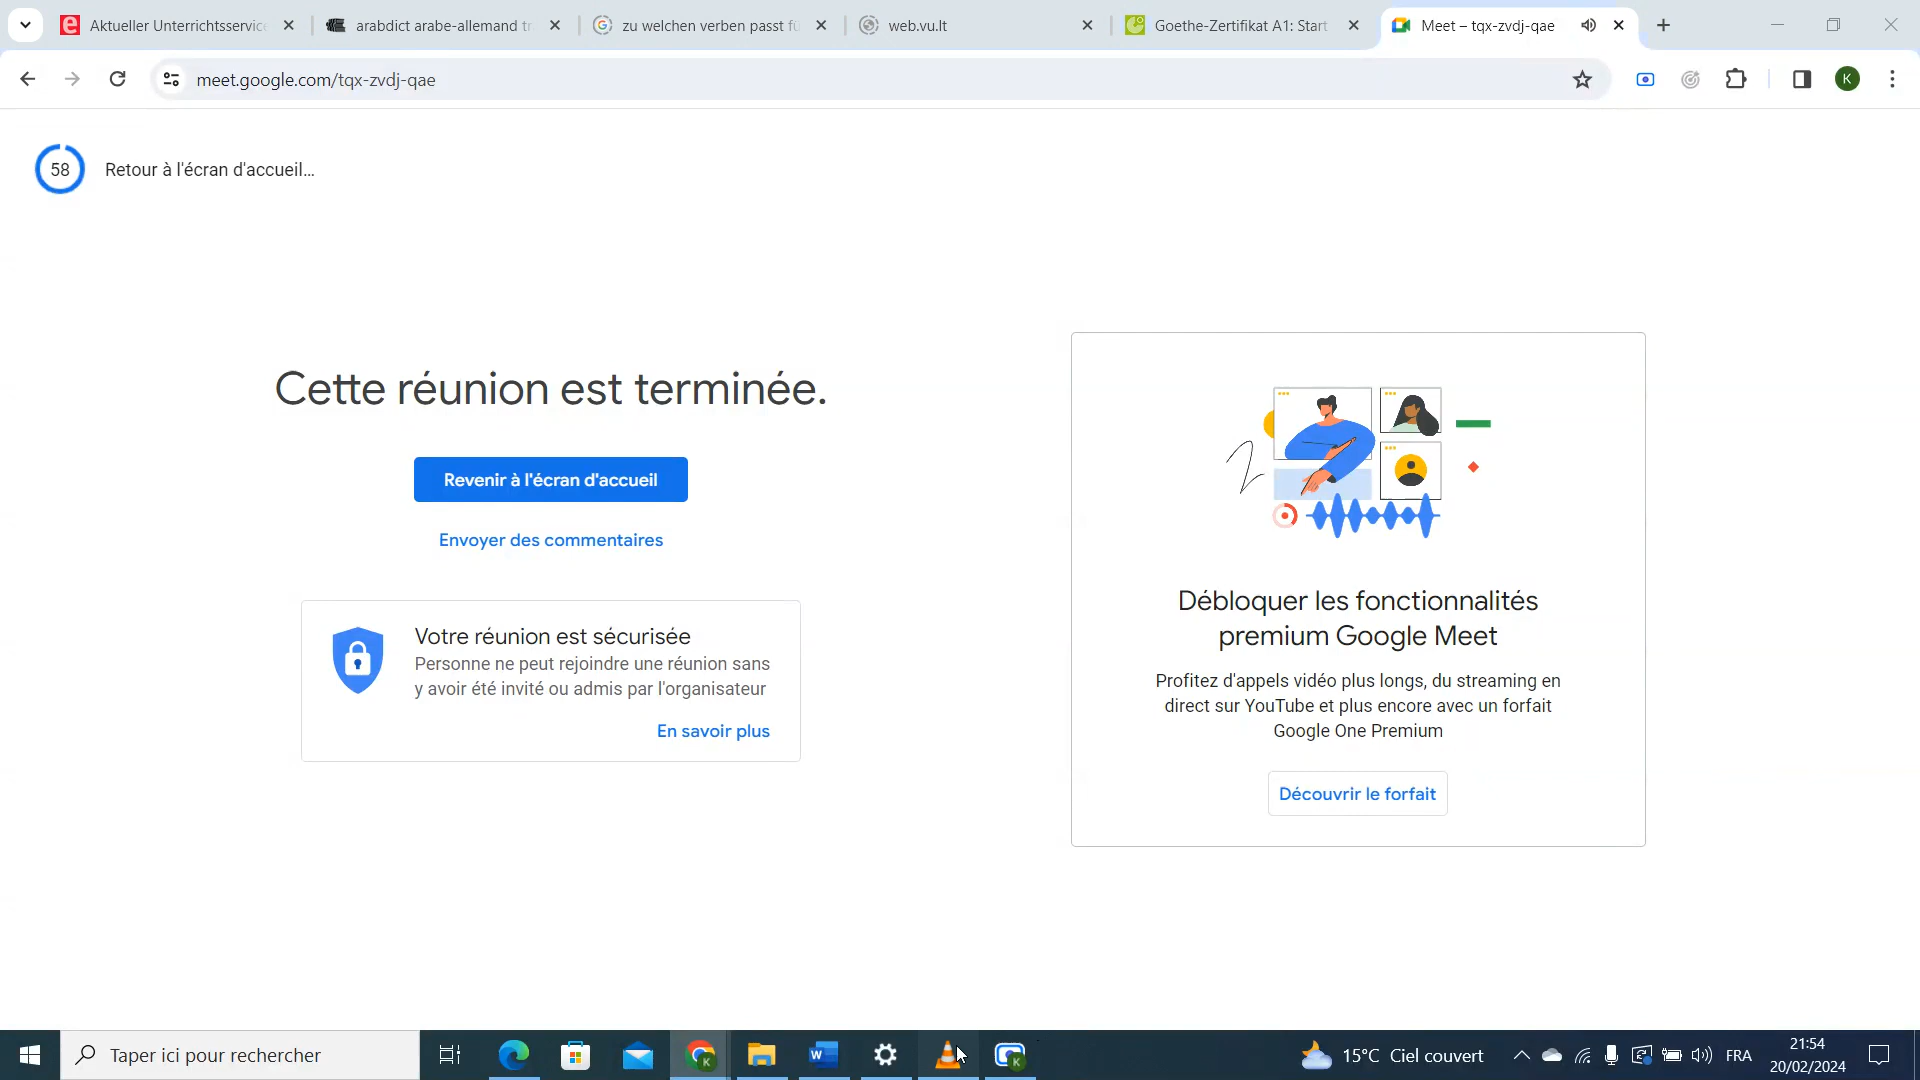 Aktueller Unterrichtsservice
arabdict arabe-allemand tr
zu welchen verben passt fü
web.vu.lt
Goethe-Zertifikat A1: Start
Meet – tqx-zvdj-qae
meet.google.com/tqx-zvdj-qae
K
58
Retour à l'écran d'accueil…
Cette réunion est terminée.
Revenir à l'écran d'accueil
Envoyer des commentaires
Votre réunion est sécurisée
Personne ne peut rejoindre une réunion sans
y avoir été invité ou admis par l'organisateur
En savoir plus
Débloquer les fonctionnalités
premium Google Meet
Profitez d'appels vidéo plus longs, du streaming en
direct sur YouTube et plus encore avec un forfait
Google One Premium
Découvrir le forfait
Taper ici pour rechercher
15°C Ciel couvert
FRA
21:54
20/02/2024